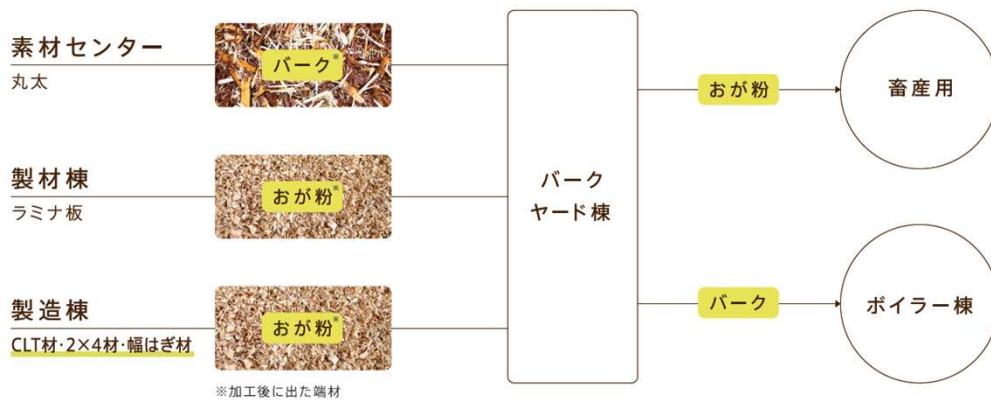 素材センター
丸太
バーク※
製材棟
ラミナ板
おが粉※
製造棟
CLT材・2×4材・幅はぎ材
おが粉※
※加工後に出た端材
バーク
ヤード棟
おが粉
畜産用
バーク
ボイラー棟